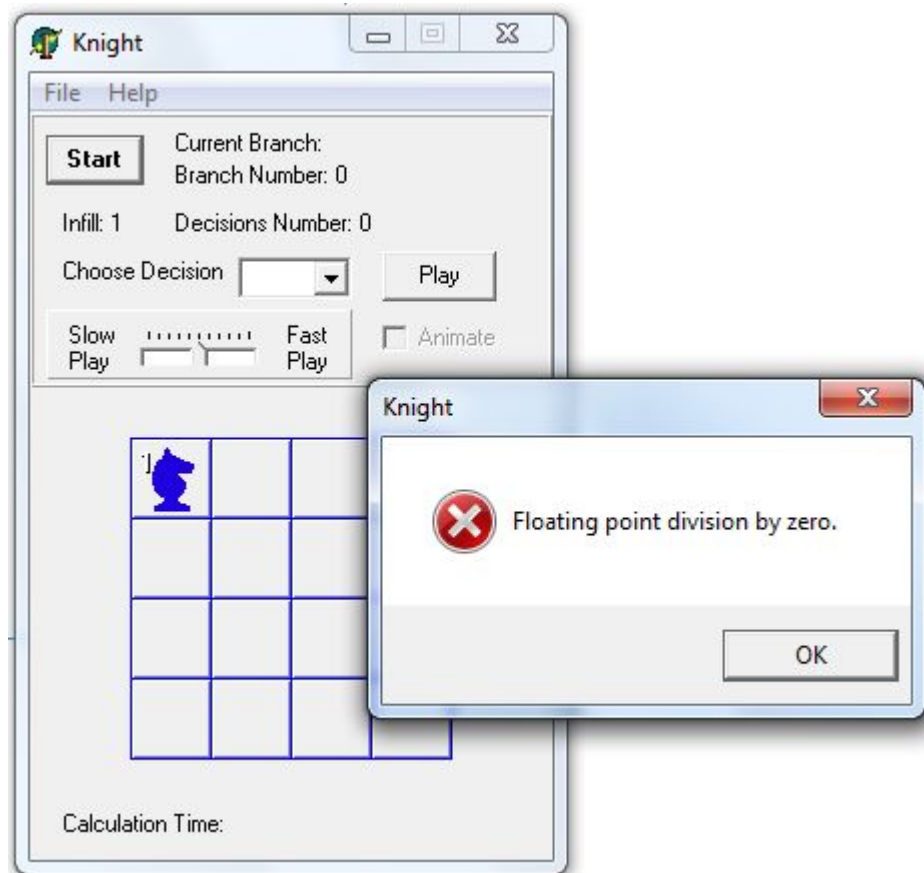 Knight
File Help
Start
Current Branch:
Branch Number: 0
Infill: 1 Decisions Number: 0
Choose Decision
Play
Slow Play
Fast Play
Animate
Knight
Floating point division by zero.
OK
1
Calculation Time: